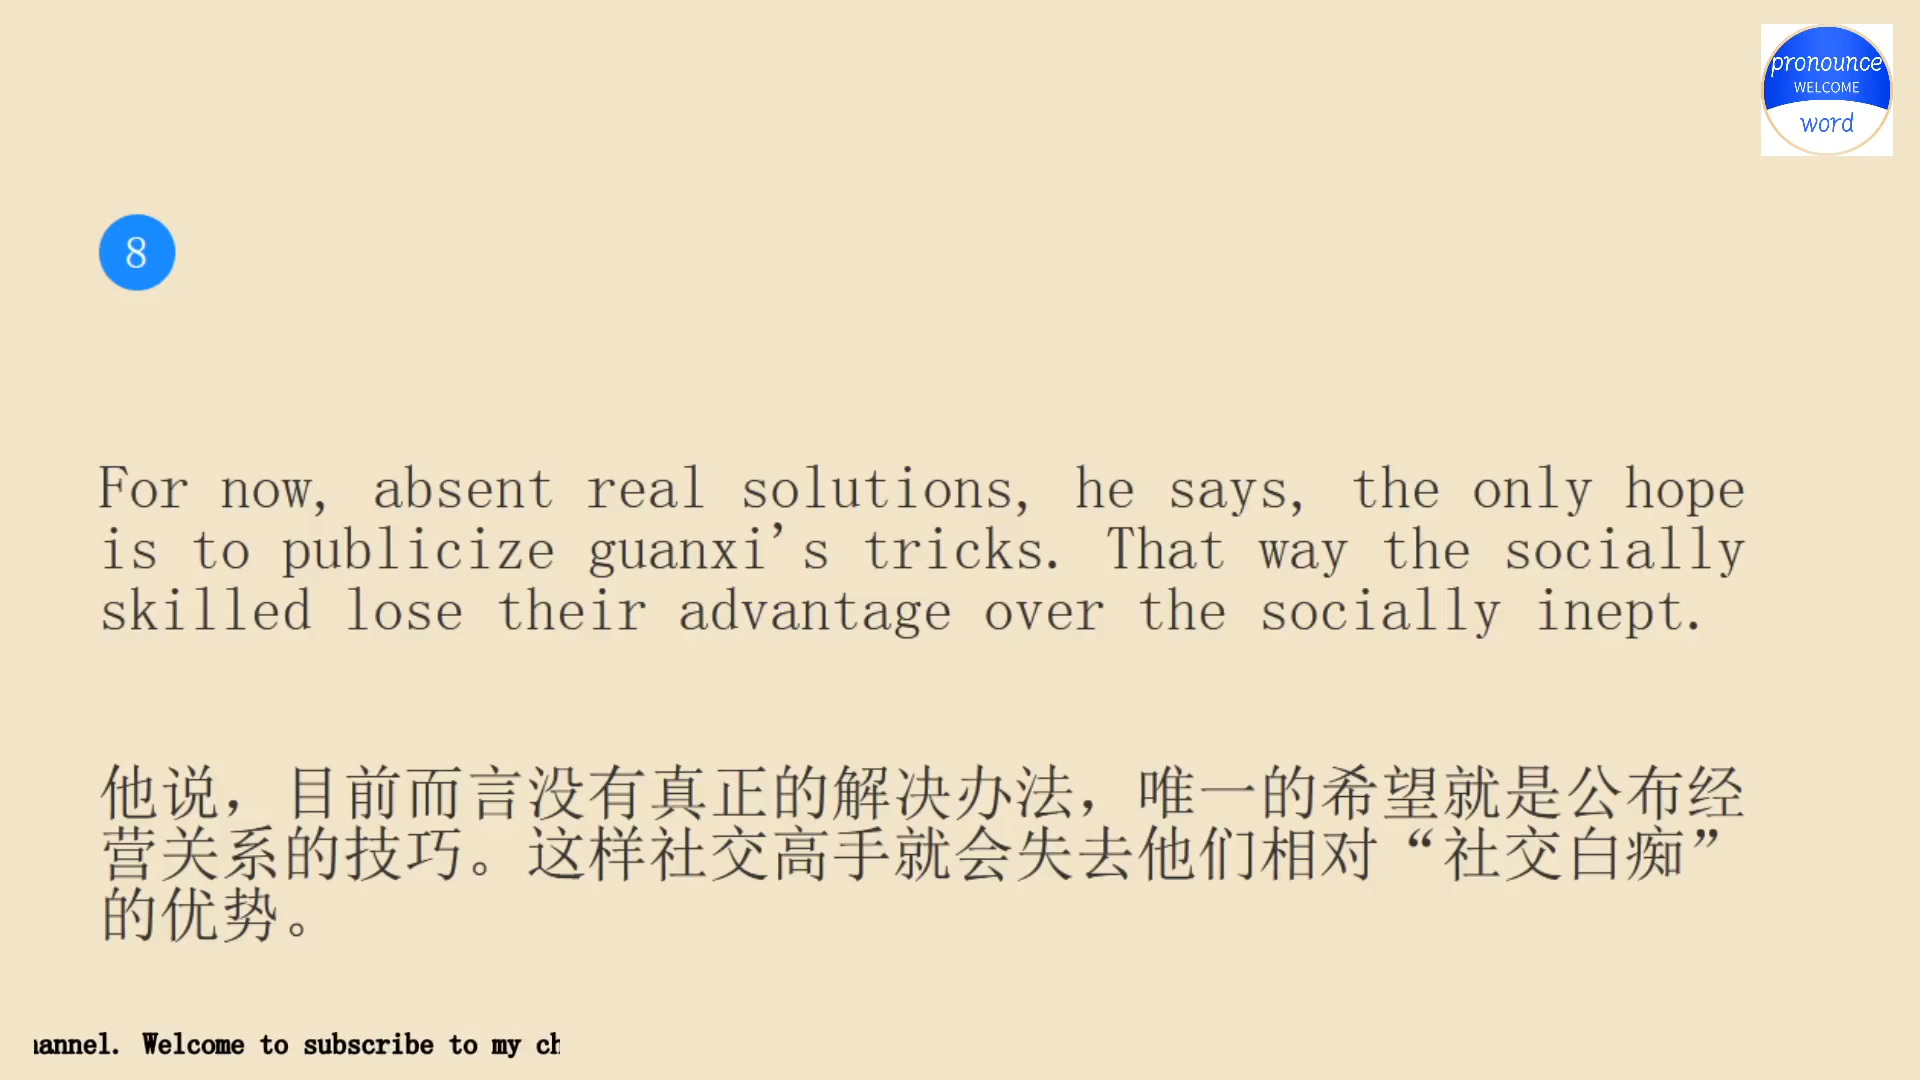 pronounce
WELCOME
word
8
For now, absent real solutions, he says, the only hope
is to publicize guanxi's tricks. That way the socially
skilled lose their advantage over the socially inept.
他说，目前而言没有真正的解决办法，唯一的希望就是公布经
营关系的技巧。这样社交高手就会失去他们相对“社交白痴”
的优势。
annel. Welcome to subscribe to my ch